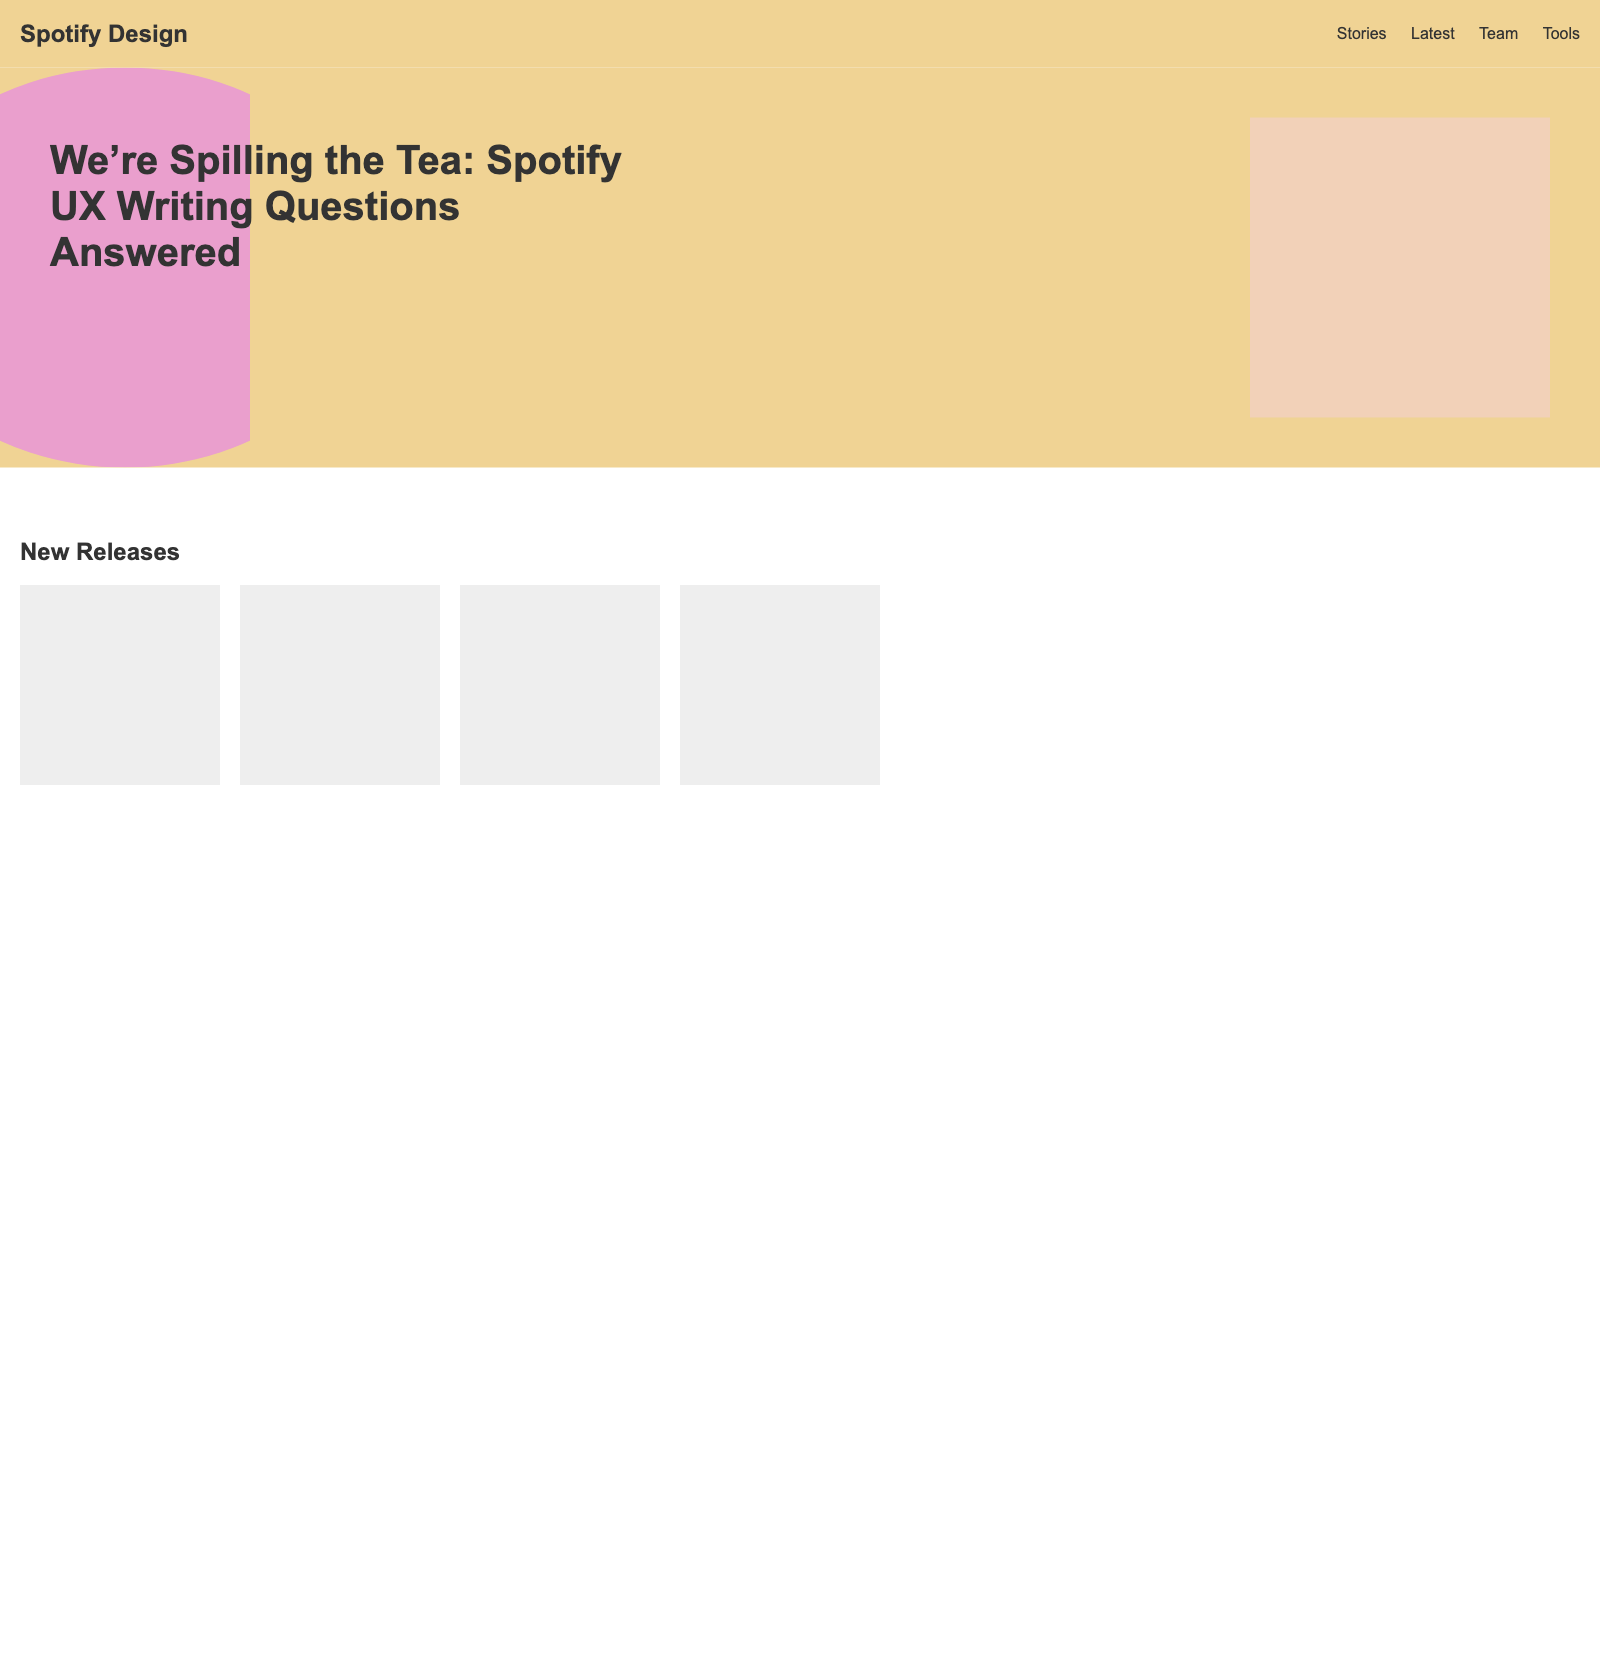 Spotify Design
Stories Latest Team Tools
We’re Spilling the Tea: Spotify
UX Writing Questions
Answered
New Releases